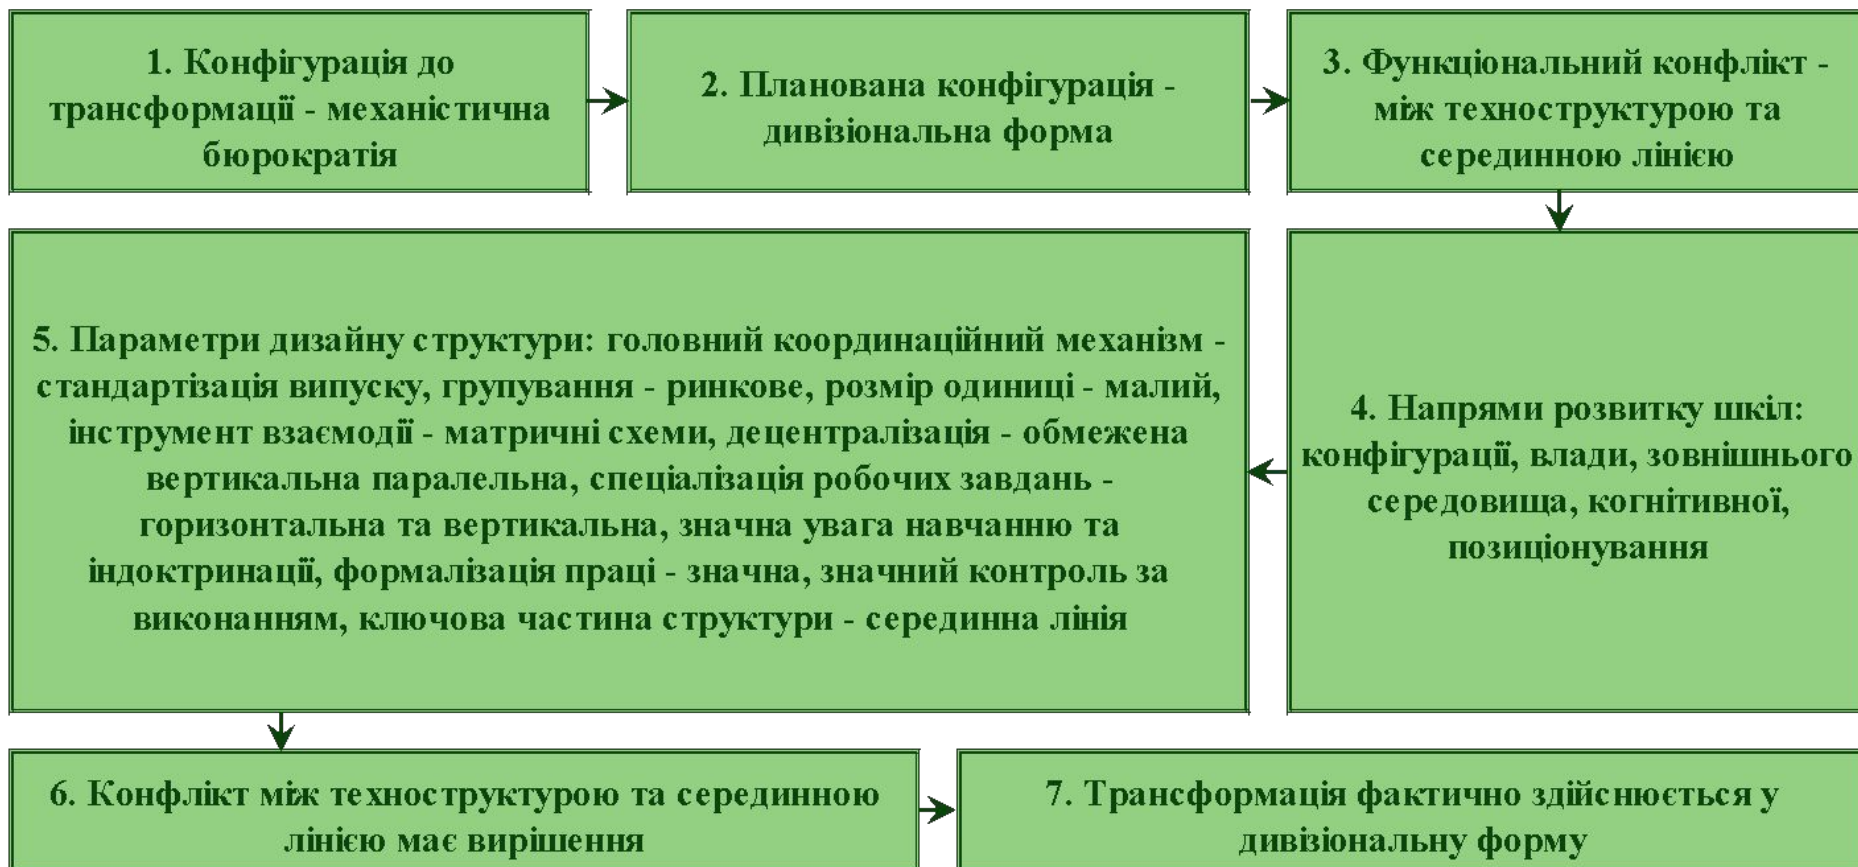 1. Конфігурація до
трансформації - механістична
бюрократія
2. Планована конфігурація -
дивізіональна форма
3. Функціональний конфлікт -
між техноструктурою та
серединною лінією
4. Напрями розвитку шкіл:
конфігурації, влади, зовнішнього
середовища, когнітивної,
позиціонування
5. Параметри дизайну структури: головний координаційний механізм -
стандартізація випуску, групування - ринкове, розмір одиниці - малий,
інструмент взаємодії - матричні схеми, децентралізація - обмежена
вертикальна паралельна, спеціалізація робочих завдань -
горизонтальна та вертикальна, значна увага навчанню та
індоктринації, формалізація праці - значна, значний контроль за
виконанням, ключова частина структури - серединна лінія
6. Конфлікт між техноструктурою та серединною
лінією має вирішення
7. Трансформація фактично здійснюється у
дивізіональну форму